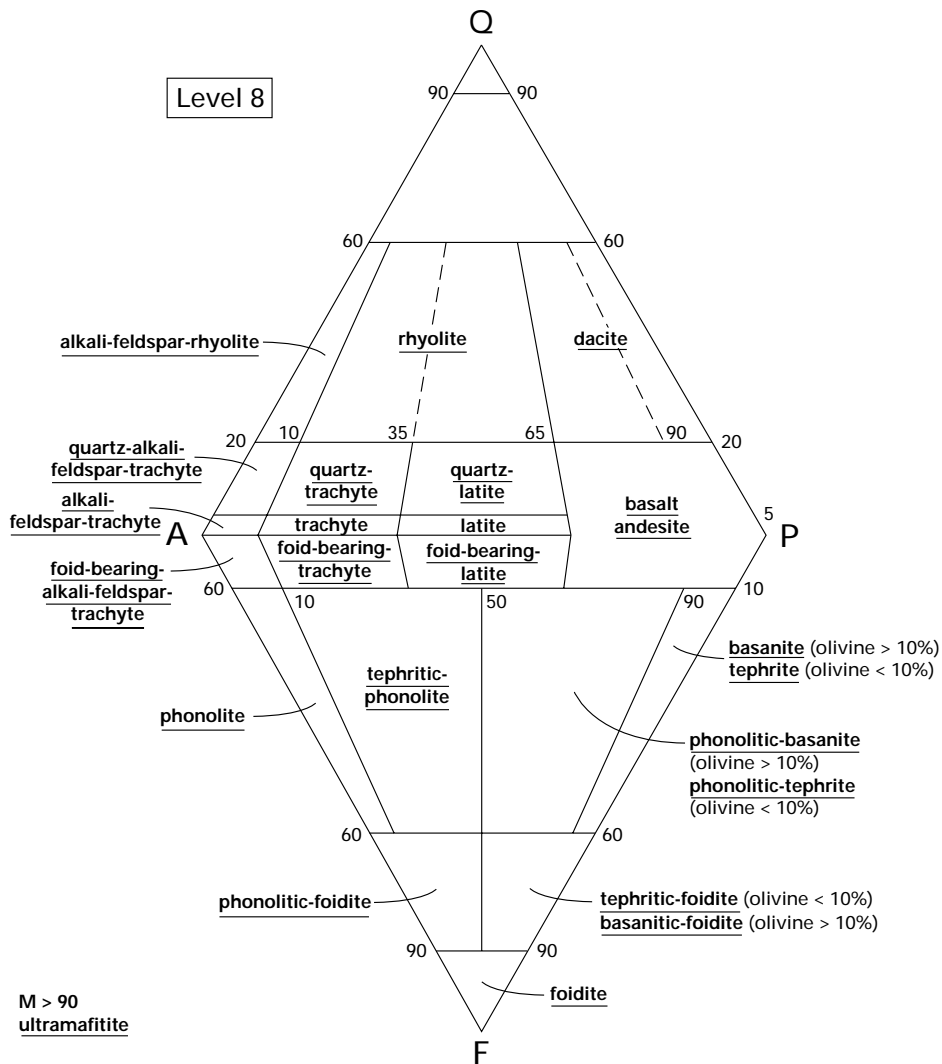 Q
Level 8
90 90
60 60
alkali-feldspar-rhyolite
rhyolite
dacite
20 10 35 65 90 20
quartz-alkali-
feldspar-trachyte
quartz-
trachyte
quartz-
latite
basalt
andesite
alkali-
feldspar-trachyte
trachyte
latite
5
A
P
foid-bearing-
alkali-feldspar-
trachyte
foid-bearing-
trachyte
foid-bearing-
latite
60 10 50 90 10
basanite (olivine > 10%)
tephrite (olivine < 10%)
tephritic-
phonolite
phonolite
phonolitic-basanite
(olivine > 10%)
phonolitic-tephrite
(olivine < 10%)
60 60
phonolitic-foidite
tephritic-foidite (olivine < 10%)
basanitic-foidite (olivine > 10%)
90 90
foidite
M > 90
ultramafitite
F